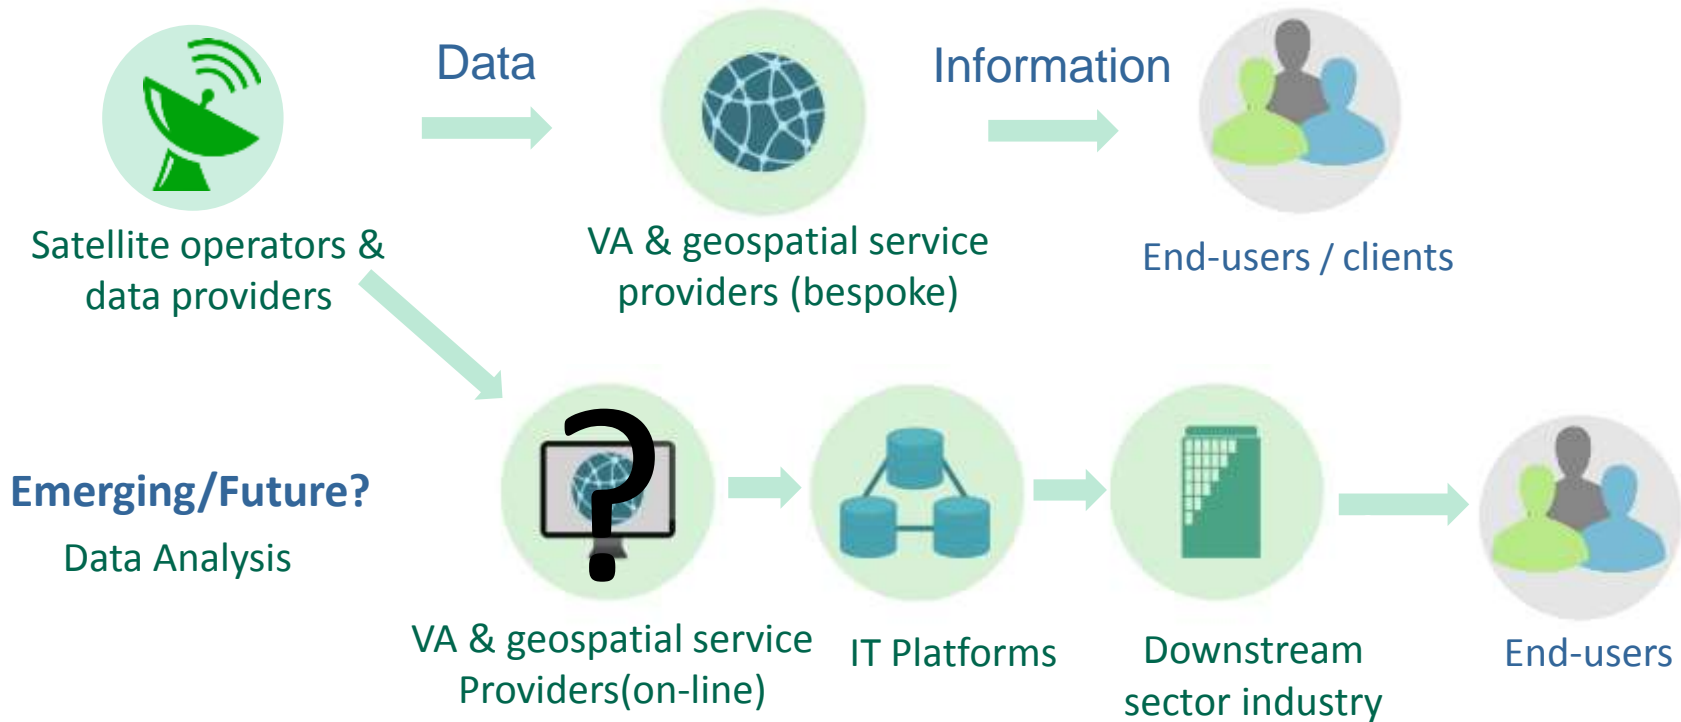 Data
Information
Satellite operators &
data providers
VA & geospatial service
providers (bespoke)
End-users / clients
Emerging/Future?
Data Analysis
?
VA & geospatial service
Providers(on-line)
IT Platforms
Downstream
sector industry
End-users